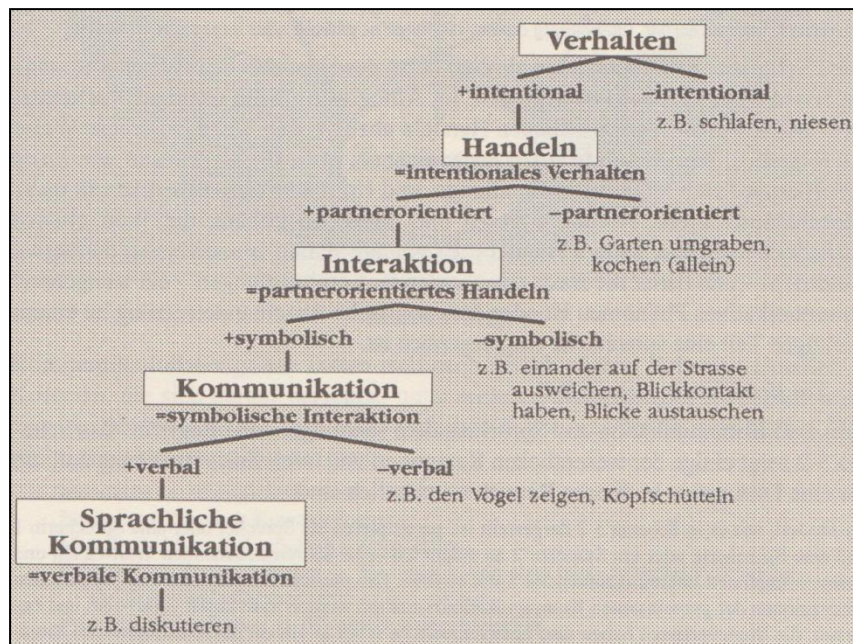 Verhalten
+intentional
–intentional
z.B. schlafen, niesen
Handeln
=intentionales Verhalten
+partnerorientiert
–partnerorientiert
z.B. Garten umgraben,
kochen (allein)
Interaktion
=partnerorientiertes Handeln
+symbolisch
–symbolisch
z.B. einander auf der Strasse
ausweichen, Blickkontakt
haben, Blicke austauschen
Kommunikation
=symbolische Interaktion
+verbal
–verbal
z.B. den Vogel zeigen, Kopfschütteln
Sprachliche
Kommunikation
=verbale Kommunikation
z.B. diskutieren